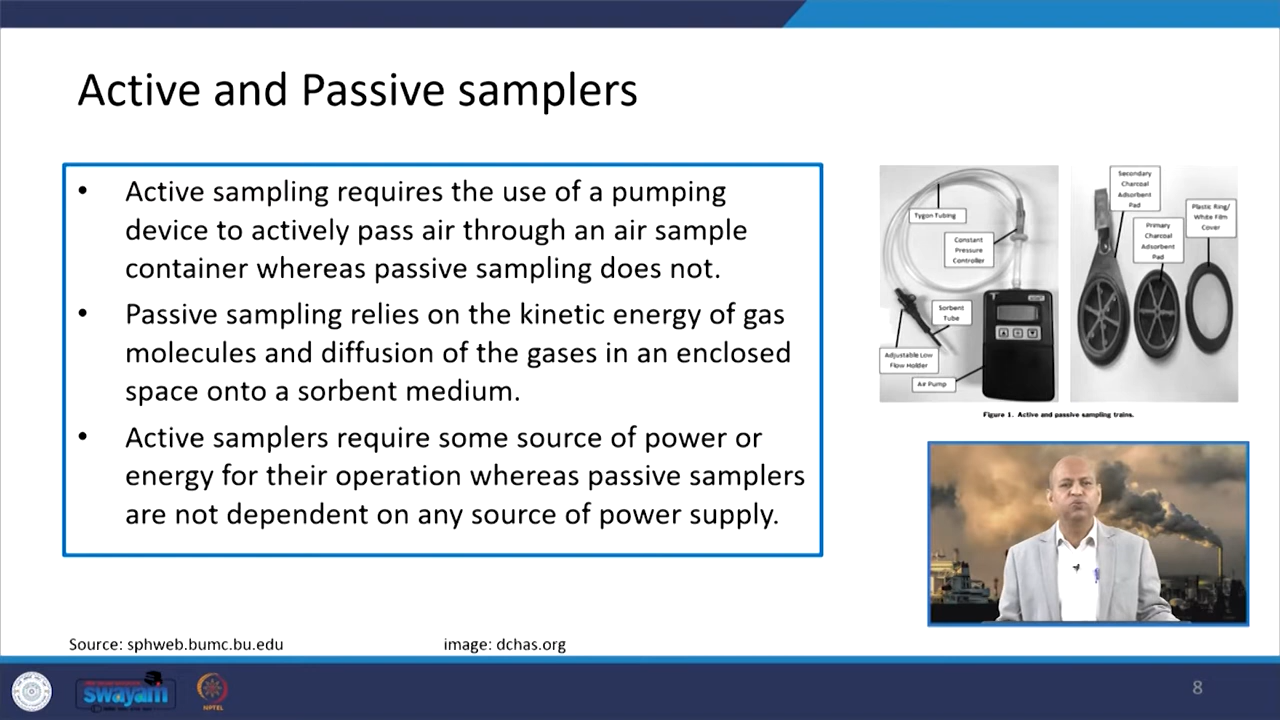 Active and Passive samplers
• Active sampling requires the use of a pumping
device to actively pass air through an air sample
container whereas passive sampling does not.
• Passive sampling relies on the kinetic energy of gas
molecules and diffusion of the gases in an enclosed
space onto a sorbent medium.
• Active samplers require some source of power or
energy for their operation whereas passive samplers
are not dependent on any source of power supply.
Tygon Tubing
Constant
Pressure
Controller
Sorbent
Tube
Adjustable Low
Flow Holder
Air Pump
Secondary
Charcoal
Adsorbent
Pad
Primary
Charcoal
Adsorbent
Pad
Plastic Ring/
White Film
Cover
Figure 1. Active and passive sampling trains.
Source: sphweb.bumc.bu.edu
image: dchas.org
swayam
NPTEL
8